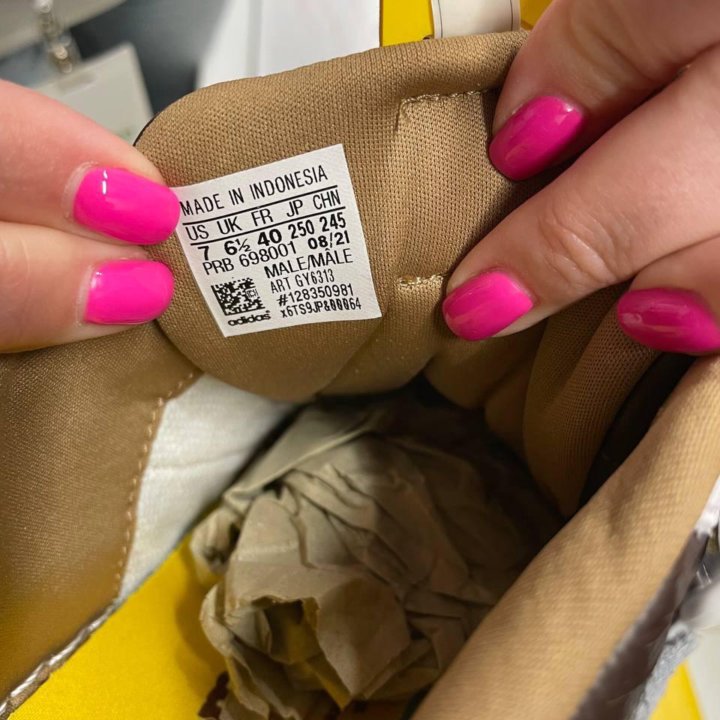 MADE IN INDONESIA
US UK FR JP CHN
7 6½ 40 250 245
PRB 698001 08/21
MALE/MÂLE
ART GY6313
#128350981
x6TS9JP&00064
adidas